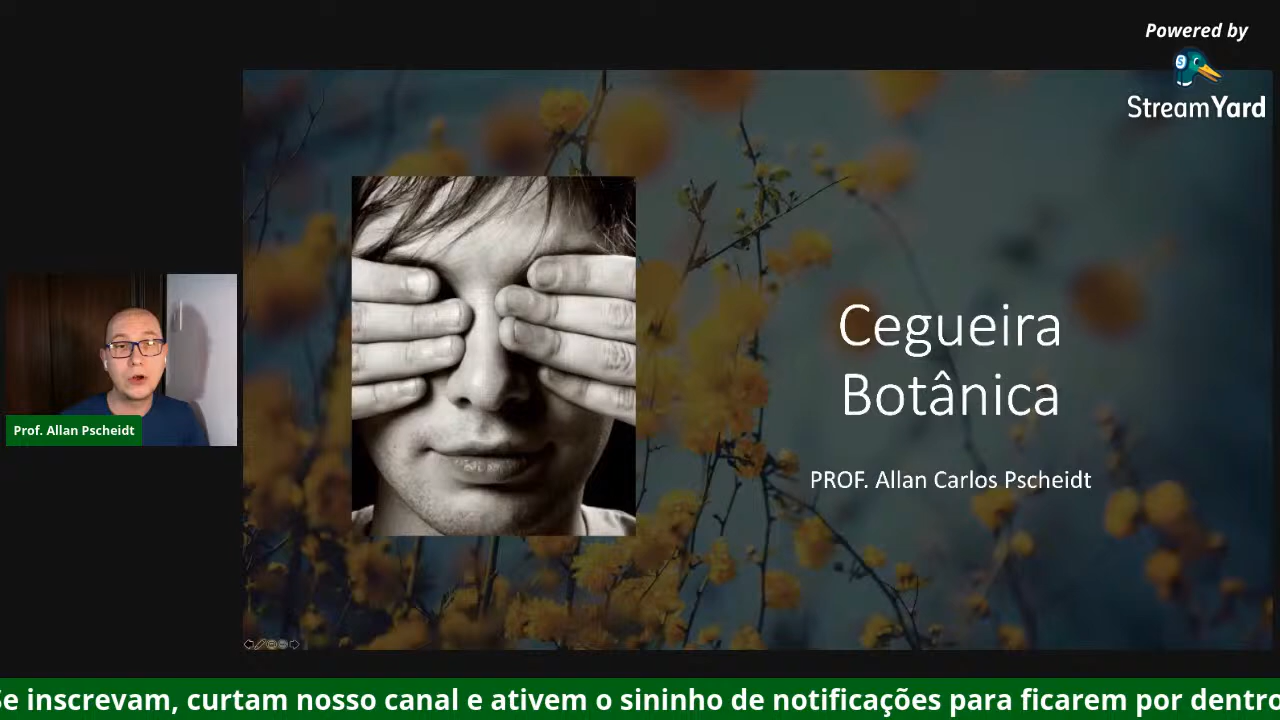 Powered by
StreamYard
Cegueira
Botânica
PROF. Allan Carlos Pscheidt
Prof. Allan Pscheidt
Se inscrevam, curtam nosso canal e ativem o sininho de notificações para ficarem por dentro